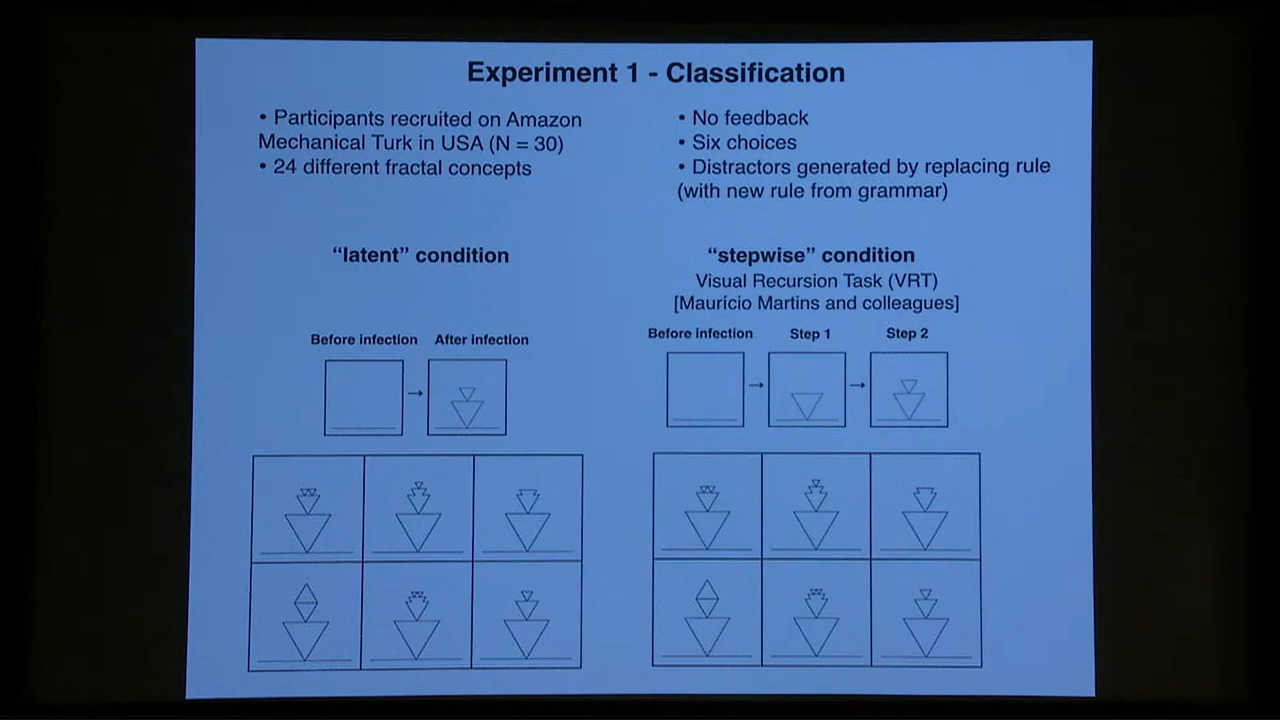 Experiment 1 - Classification
• Participants recruited on Amazon
Mechanical Turk in USA (N = 30)
• 24 different fractal concepts
• No feedback
• Six choices
• Distractors generated by replacing rule
(with new rule from grammar)
“latent” condition
Before infection
After infection
“stepwise” condition
Visual Recursion Task (VRT)
[Maurício Martins and colleagues]
Before infection
Step 1
Step 2